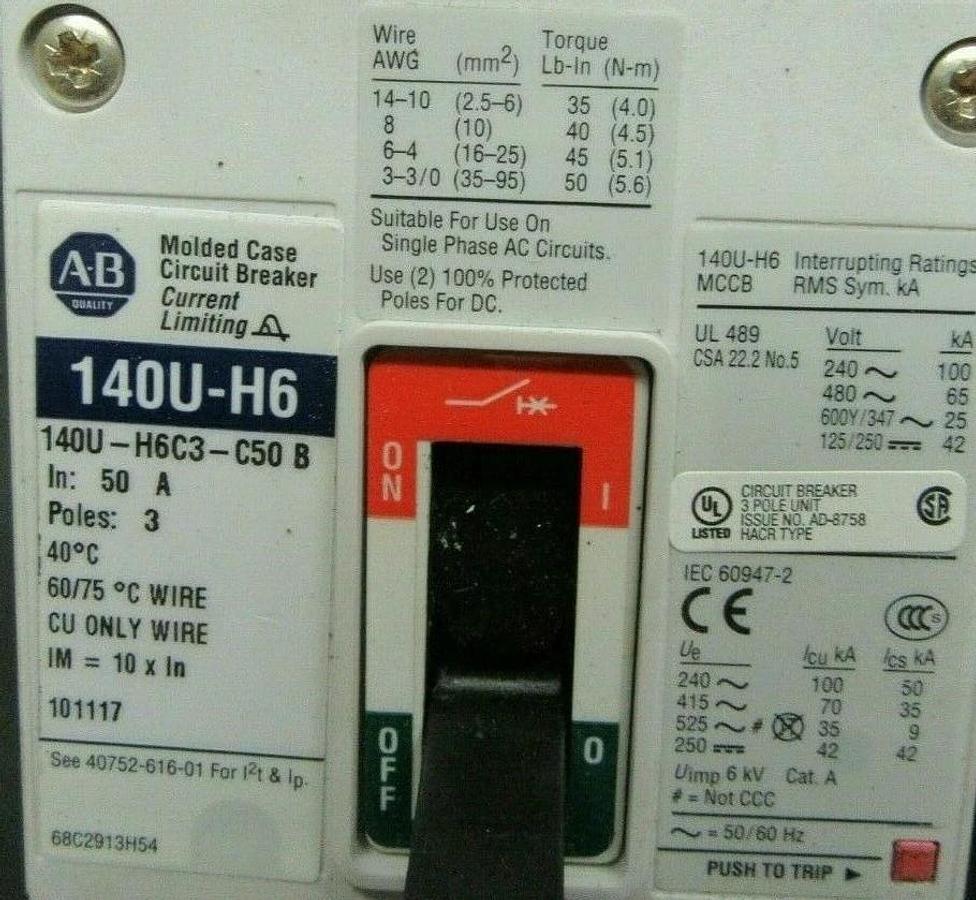 Wire Torque
AWG (mm2) Lb-In (N-m)
14–10 (2.5–6) 35 (4.0)
8 (10) 40 (4.5)
6–4 (16–25) 45 (5.1)
3–3/0 (35–95) 50 (5.6)
Suitable For Use On
Single Phase AC Circuits.
Use (2) 100% Protected
Poles For DC.
A-B
QUALITY
Molded Case
Circuit Breaker
Current
Limiting
140U-H6
140U–H6C3–C50 B
In: 50 A
Poles: 3
40°C
60/75 °C WIRE
CU ONLY WIRE
IM = 10 x In
101117
See 40752-616-01 For I²t & Ip.
68C2913H54
ON
I
OFF
O
140U-H6 Interrupting Ratings
MCCB RMS Sym. kA
UL 489 Volt kA
CSA 22.2 No.5 240 ~ 100
480 ~ 65
600Y/347 ~ 25
125/250 ⎓ 42
UL
LISTED
CIRCUIT BREAKER
3 POLE UNIT
ISSUE NO. AD-8758
HACR TYPE
SA
IEC 60947-2
CE
CCC S
Ue Icu kA Ics kA
240 ~ 100 50
415 ~ 70 35
525 ~ # 35 9
250 ⎓ 42 42
Uimp 6 kV Cat. A
# = Not CCC
~ = 50/60 Hz
PUSH TO TRIP ►